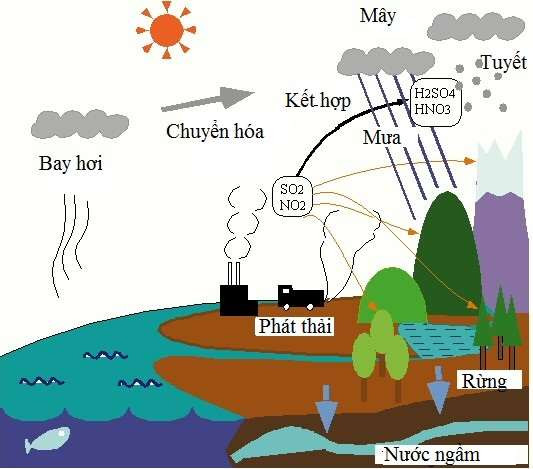 Mây
Tuyết
Kết hợp
H2SO4
HNO3
Chuyển hóa
Mưa
Bay hơi
SO2
NO2
Phát thải
Rừng
Nước ngầm